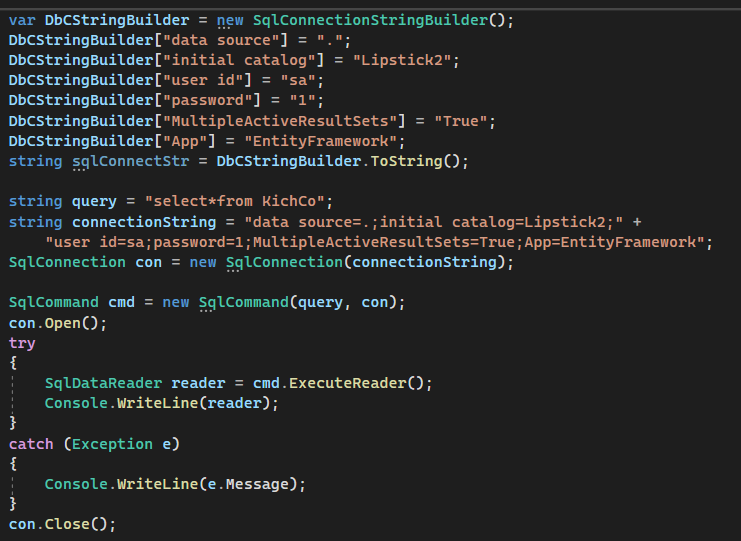 var DbCStringBuilder = new SqlConnectionStringBuilder();
DbCStringBuilder["data source"] = ".";
DbCStringBuilder["initial catalog"] = "Lipstick2";
DbCStringBuilder["user id"] = "sa";
DbCStringBuilder["password"] = "1";
DbCStringBuilder["MultipleActiveResultSets"] = "True";
DbCStringBuilder["App"] = "EntityFramework";
string sqlConnectStr = DbCStringBuilder.ToString();

string query = "select*from KichCo";
string connectionString = "data source=.;initial catalog=Lipstick2;" +
    "user id=sa;password=1;MultipleActiveResultSets=True;App=EntityFramework";
SqlConnection con = new SqlConnection(connectionString);

SqlCommand cmd = new SqlCommand(query, con);
con.Open();
try
{
    SqlDataReader reader = cmd.ExecuteReader();
    Console.WriteLine(reader);
}
catch (Exception e)
{
    Console.WriteLine(e.Message);
}
con.Close();